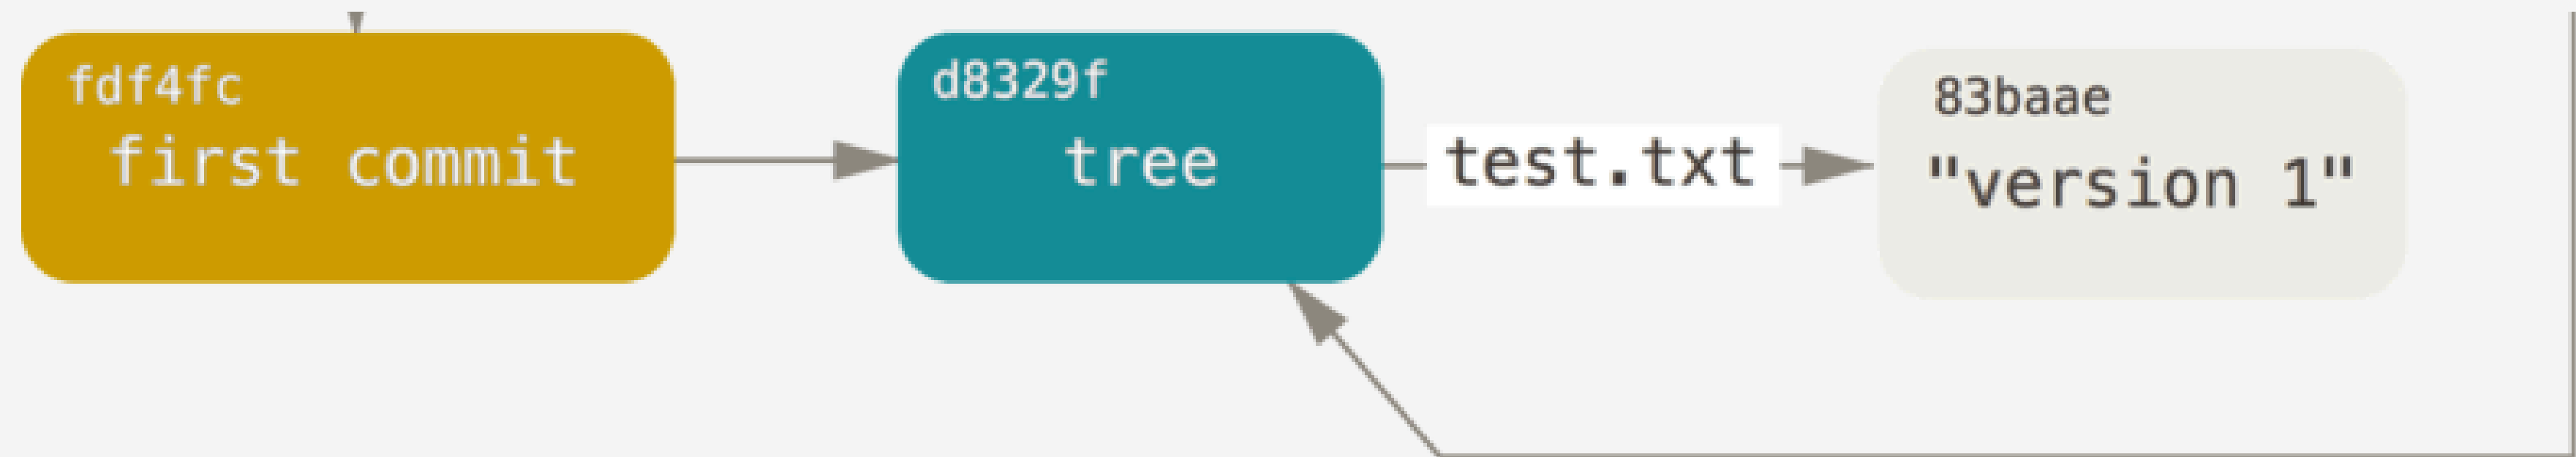 fdf4fc
first commit
d8329f
tree
test.txt
83baae
"version 1"